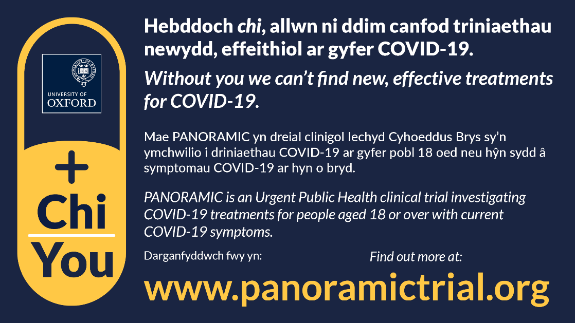 UNIVERSITY OF
OXFORD
+
Chi
You
Hebddoch chi, allwn ni ddim canfod triniaethau
newydd, effeithiol ar gyfer COVID-19.
Without you we can't find new, effective treatments
for COVID-19.
Mae PANORAMIC yn dreial clinigol Iechyd Cyhoeddus Brys sy'n
ymchwilio i driniaethau COVID-19 ar gyfer pobl 18 oed neu hŷn sydd â
symptomau COVID-19 ar hyn o bryd.
PANORAMIC is an Urgent Public Health clinical trial investigating
COVID-19 treatments for people aged 18 or over with current
COVID-19 symptoms.
Darganfyddwch fwy yn: Find out more at:
www.panoramictrial.org